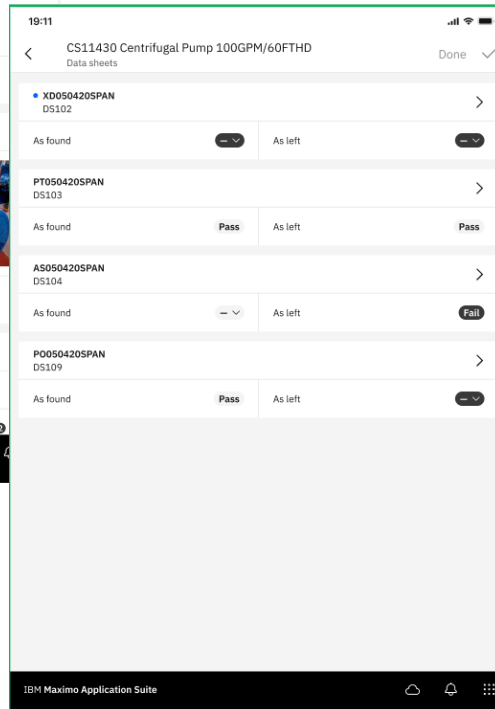 19:11
CS11430 Centrifugal Pump 100GPM/60FTHD
Data sheets
Done
XD050420SPAN
DS102
As found – As left –
PT050420SPAN
DS103
As found Pass As left Pass
AS050420SPAN
DS104
As found – As left Fail
PO050420SPAN
DS109
As found Pass As left –
IBM Maximo Application Suite